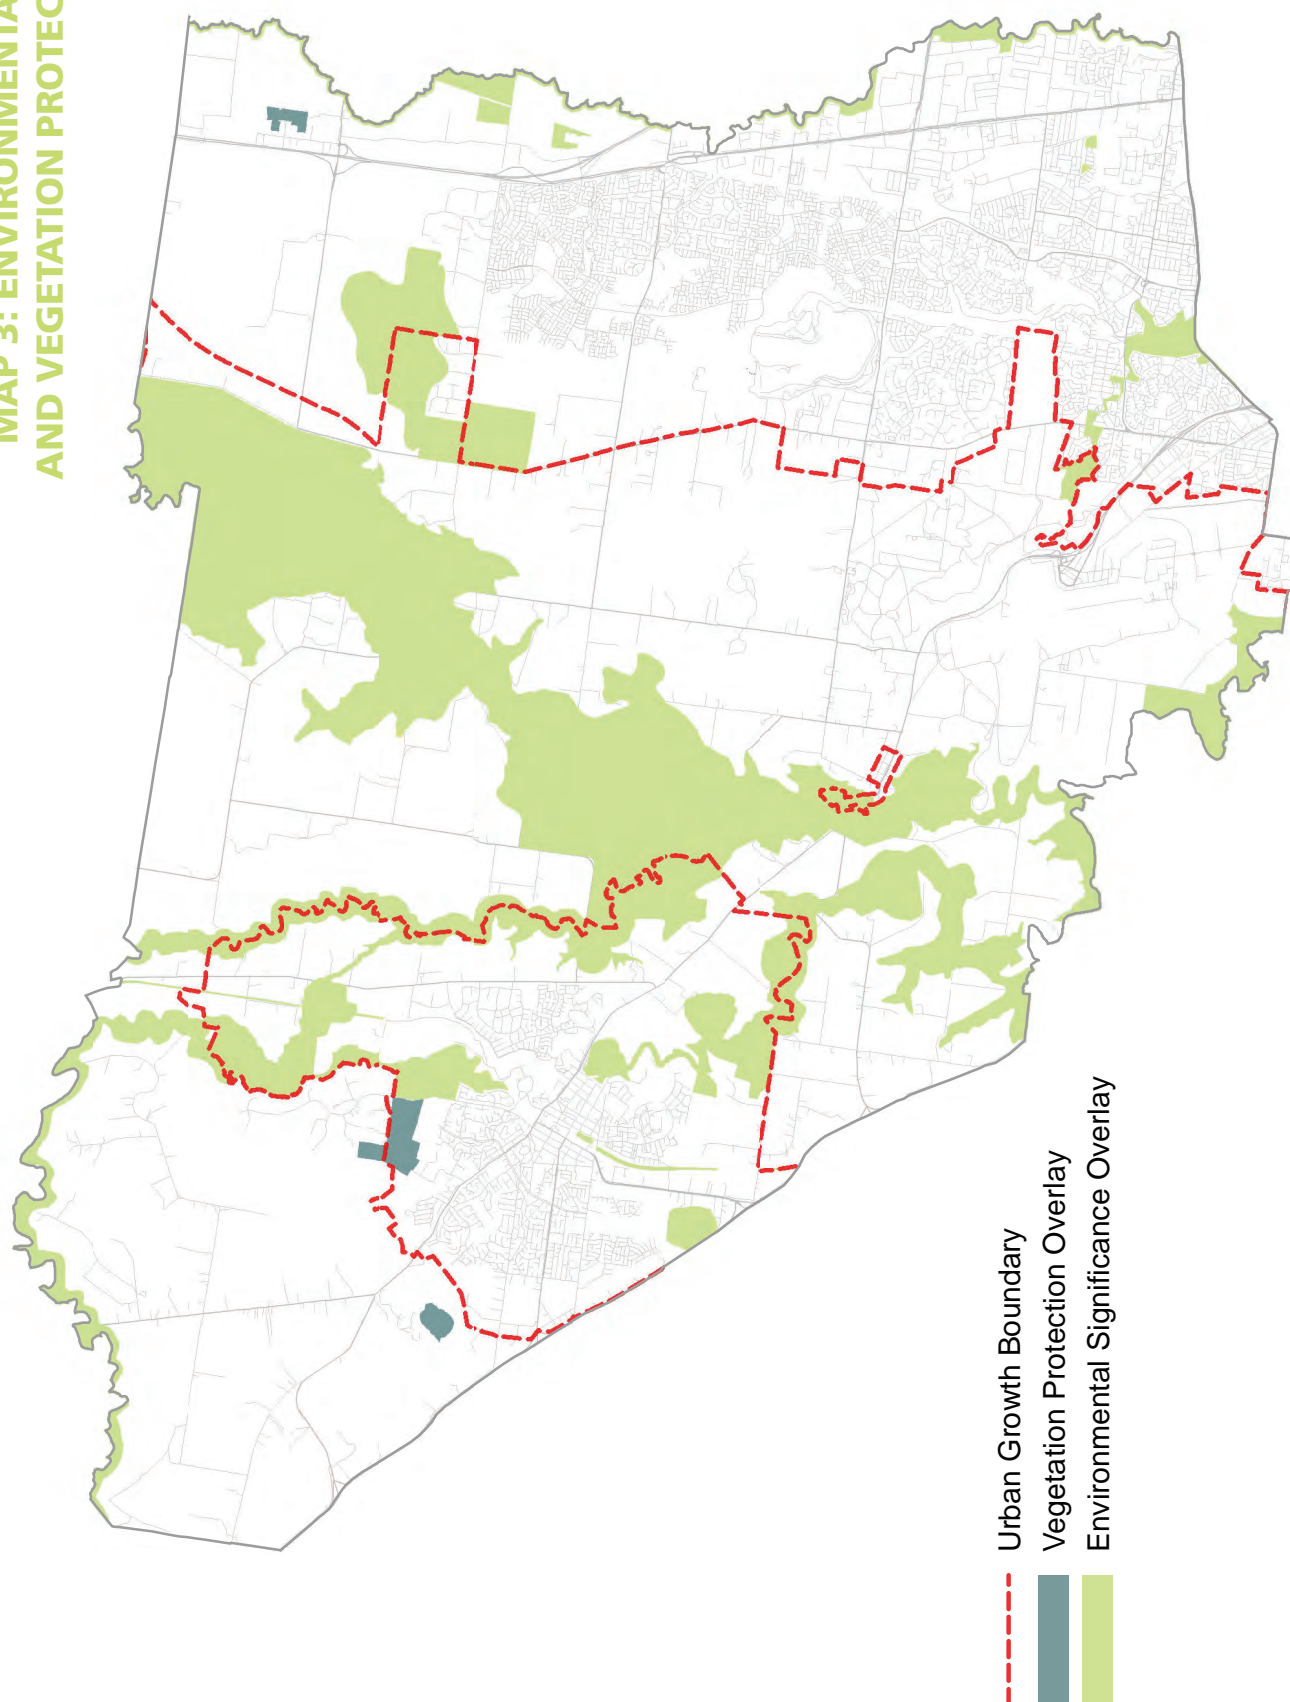 MAP 3: ENVIRONMENTA
AND VEGETATION PROTEC
Urban Growth Boundary
Vegetation Protection Overlay
Environmental Significance Overlay